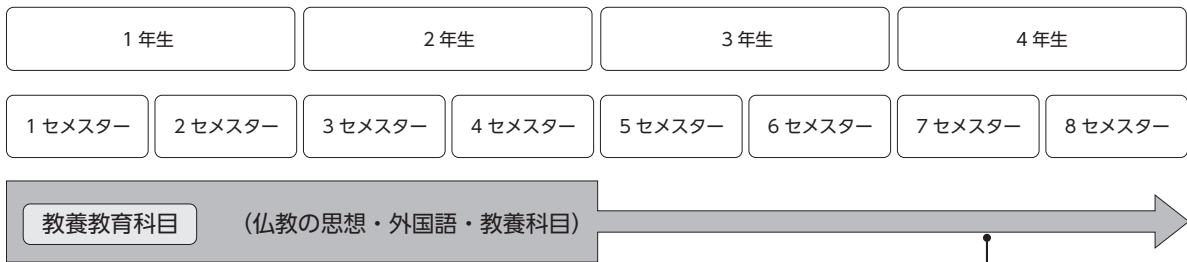 1年生 2年生 3年生 4年生
1セメスター 2セメスター 3セメスター 4セメスター 5セメスター 6セメスター 7セメスター 8セメスター
教養教育科目 （仏教の思想・外国語・教養科目）